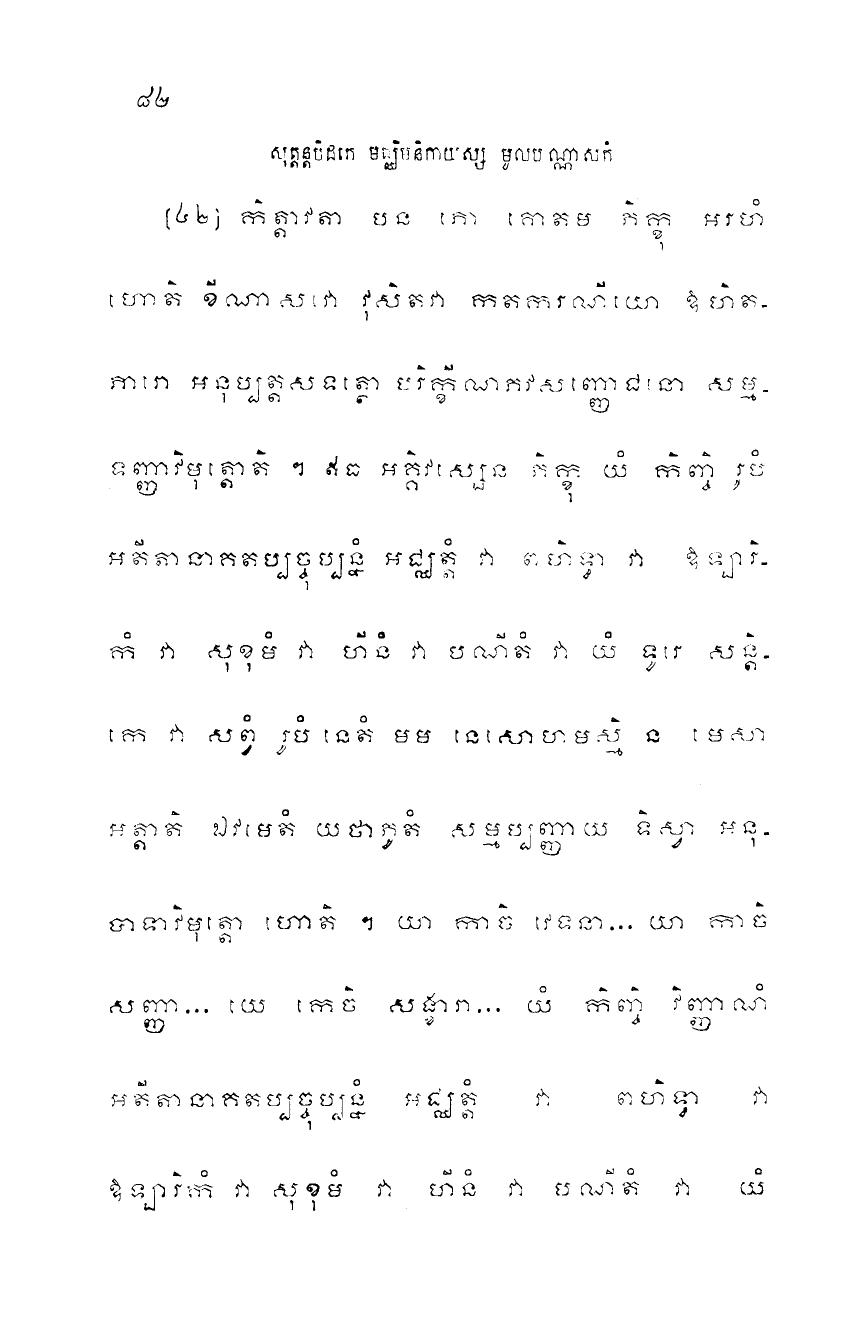 ៨២
សុត្តន្តបិដកេ មជ្ឈិមនិកាយស្ស មូលបណ្ណាសកំ
[៤២] កិត្តាវតា បន ភោ គោតម ភិក្ខុ អរហំ
ហោតិ ខីណាសវោ វុសិតវា កតករណីយោ ឱហិត-
ភារោ អនុប្បត្តសទត្ថោ បរិក្ខីណភវសញ្ញោជនោ សម្ម-
ទញ្ញាវិមុត្តោតិ ។ ឥធ អគ្គិវេស្សន ភិក្ខុ យំ កិញ្ចិ រូបំ
អតីតានាគតប្បច្ចុប្បន្នំ អជ្ឈត្តំ វា ពហិទ្ធា វា ឱឡារិ-
កំ វា សុខុមំ វា ហីនំ វា បណីតំ វា យំ ទូរេ សន្តិ-
កេ វា សព្វំ រូបំ នេតំ មម នេសោហមស្មិ ន មេសោ
អត្តាតិ ឯវមេតំ យថាភូតំ សម្មប្បញ្ញាយ ទិស្វា អនុ-
បាទាវិមុត្តោ ហោតិ ។ យា កាចិ វេទនា... យា កាចិ
សញ្ញា... យេ កេចិ សង្ខារា... យំ កិញ្ចិ វិញ្ញាណំ
អតីតានាគតប្បច្ចុប្បន្នំ អជ្ឈត្តំ វា ពហិទ្ធា វា
ឱឡារិកំ វា សុខុមំ វា ហីនំ វា បណីតំ វា យំ